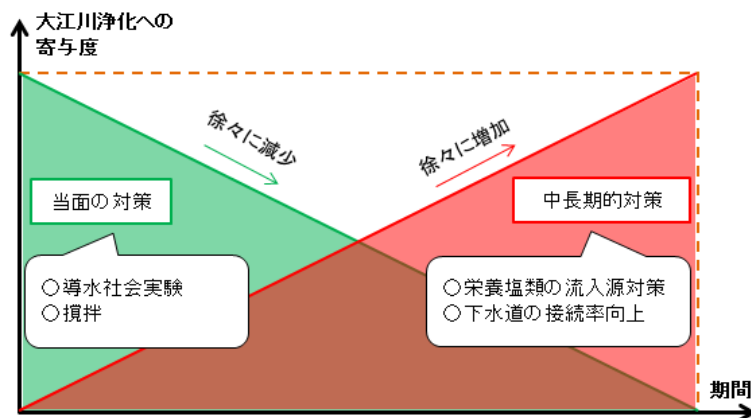 大江川浄化への
寄与度
徐々に減少
徐々に増加
当面の対策
中長期的対策
○導水社会実験
○撹拌
○栄養塩類の流入源対策
○下水道の接続率向上
期間